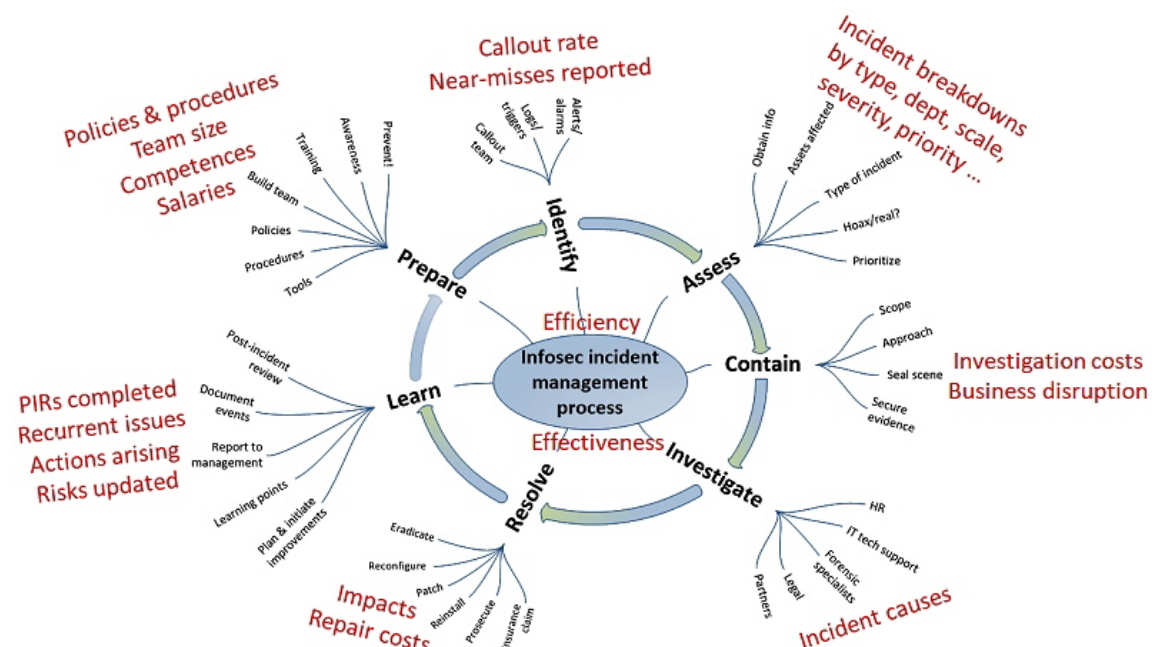 Callout rate
Near-misses reported
Incident breakdowns
by type, dept, scale,
severity, priority ...
Policies & procedures
Team size
Competences
Salaries
Callout
team
Logs/
triggers
Alerts/
alarms
Prevent!
Awareness
Training
Build team
Policies
Procedures
Tools
Obtain info
Assets affected
Type of incident
Hoax/real?
Prioritize
Identify
Prepare
Assess
Efficiency
Infosec incident
management
process
Effectiveness
Contain
Scope
Approach
Seal scene
Secure
evidence
Investigation costs
Business disruption
Learn
Post-incident
review
Document
events
Report to
management
Learning points
Plan & initiate
improvements
PIRs completed
Recurrent issues
Actions arising
Risks updated
Resolve
Eradicate
Reconfigure
Patch
Reinstall
Prosecute
Insurance
claim
Impacts
Repair costs
Investigate
HR
IT tech support
Forensic
specialists
Legal
Partners
Incident causes